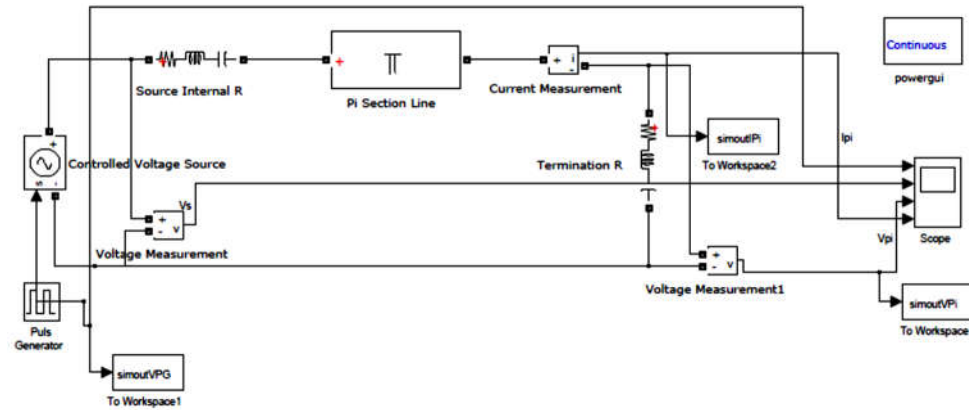 Continuous
powergui
Source Internal R
Pi Section Line
+
i
-
Current Measurement
simoutIPi
To Workspace2
Ipi
Termination R
Controlled Voltage Source
Vs
+
-
v
Voltage Measurement
Scope
Vpi
+
-
v
Voltage Measurement1
simoutVPi
To Workspace
Puls
Generator
simoutVPG
To Workspace1